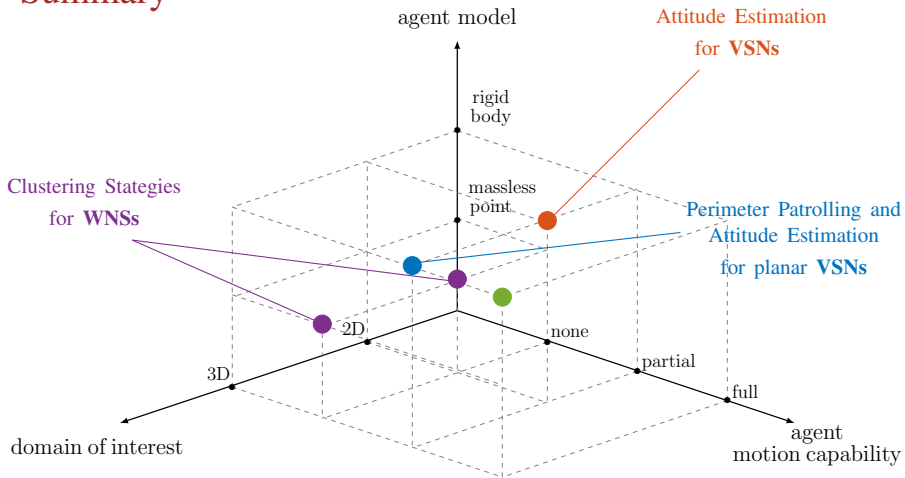 Summary
agent model
Attitude Estimation
for VSNs
rigid
body
massless
point
Clustering Stategies
for WNSs
Perimeter Patrolling and
Attitude Estimation
for planar VSNs
2D
none
3D
partial
full
domain of interest
agent
motion capability